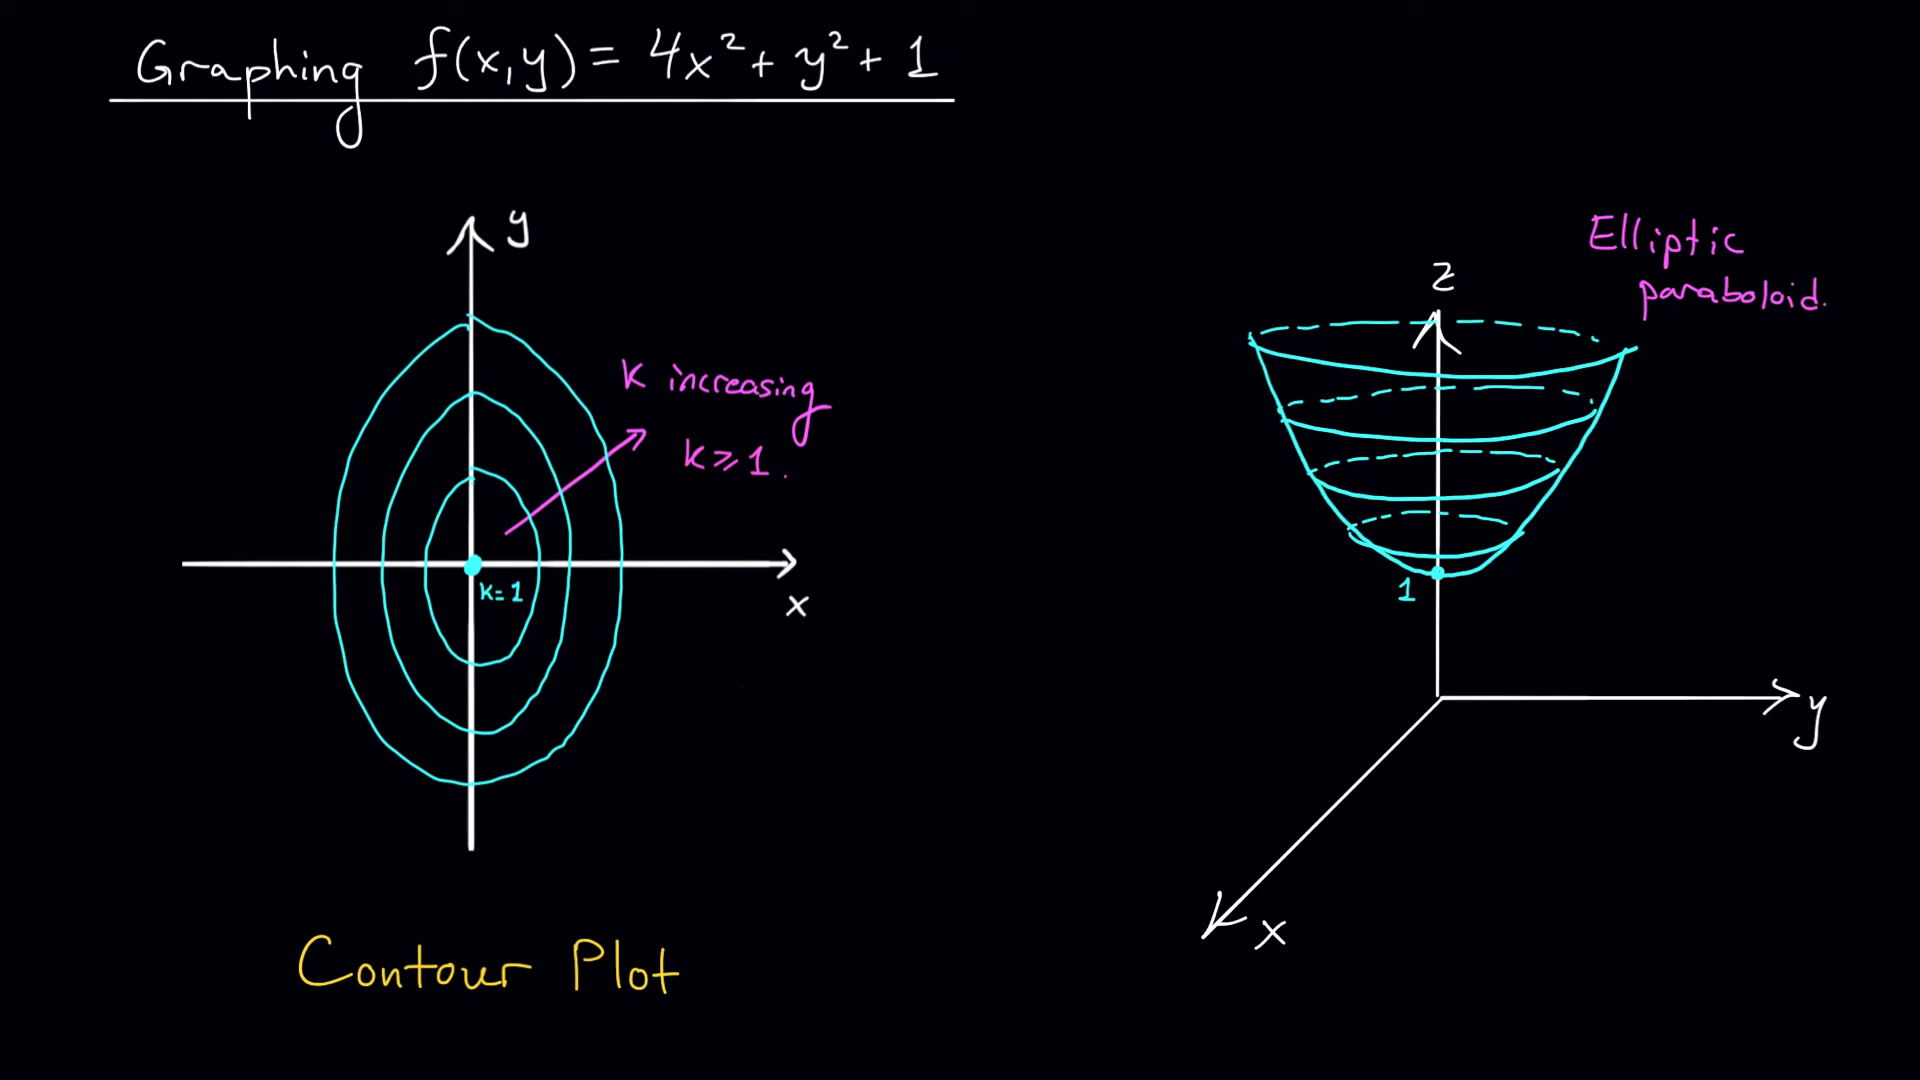 Graphing f(x,y) = 4x² + y² + 1
y
K increasing
K ⩾ 1.
K=1
x
Contour Plot
Elliptic
paraboloid.
z
1
y
x